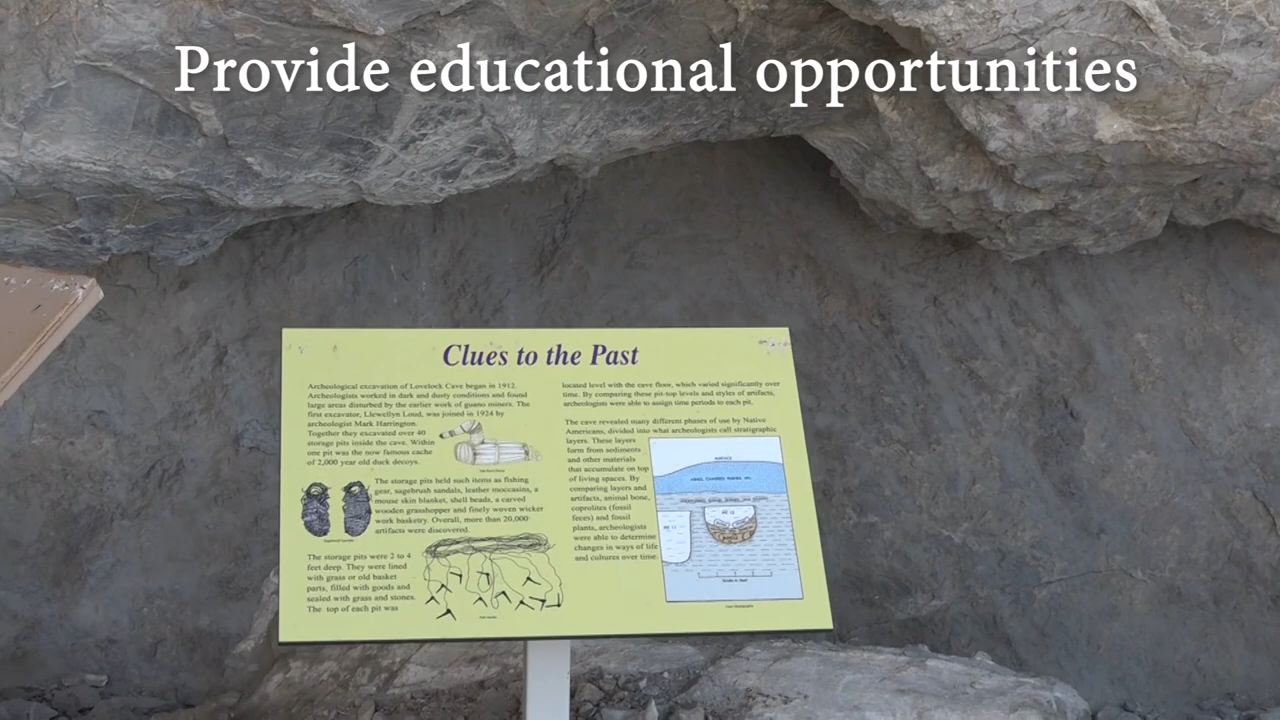 Provide educational opportunities
Clues to the Past
Archeological excavation of Lovelock Cave began in 1912.
Archeologists worked in dark and dusty conditions and found
large areas disturbed by the earlier work of guano miners. The
first excavator, Llewellyn Loud, was joined in 1924 by
archeologist Mark Harrington.
Together they excavated over 40
storage pits inside the cave. Within
one pit was the now famous cache
of 2,000 year old duck decoys.
The storage pits held such items as fishing
gear, sagebrush sandals, leather moccasins, a
mouse skin blanket, shell beads, a carved
wooden grasshopper and finely woven wicker
work basketry. Overall, more than 20,000
artifacts were discovered.
The storage pits were 2 to 4
feet deep. They were lined
with grass or old basket
parts, filled with goods and
sealed with grass and stones.
The top of each pit was
located level with the cave floor, which varied significantly over
time. By comparing these pit-top levels and styles of artifacts,
archeologists were able to assign time periods to each pit.
The cave revealed many different phases of use by Native
Americans, divided into what archeologists call stratigraphic
layers. These layers
form from sediments
and other materials
that accumulate on top
of living spaces. By
comparing layers and
artifacts, animal bone,
coprolites (fossil
feces) and fossil
plants, archeologists
were able to determine
changes in ways of life
and cultures over time.
SURFACE
Scale in feet